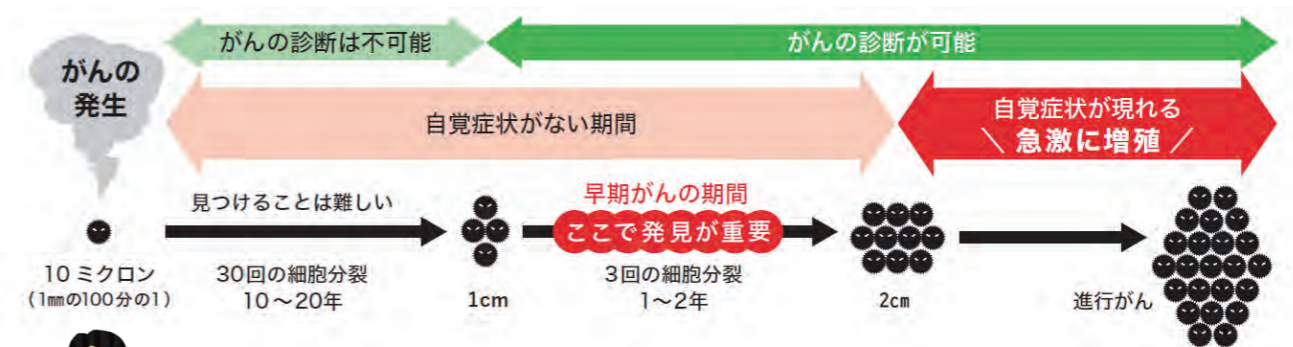 がんの診断は不可能
がんの診断が可能
がんの
発生
自覚症状がない期間
自覚症状が現れる
＼ 急激に増殖 ／
見つけることは難しい
早期がんの期間
ここで発見が重要
10ミクロン
(1㎜の100分の1)
30回の細胞分裂
10～20年
1cm
3回の細胞分裂
1～2年
2㎝
進行がん